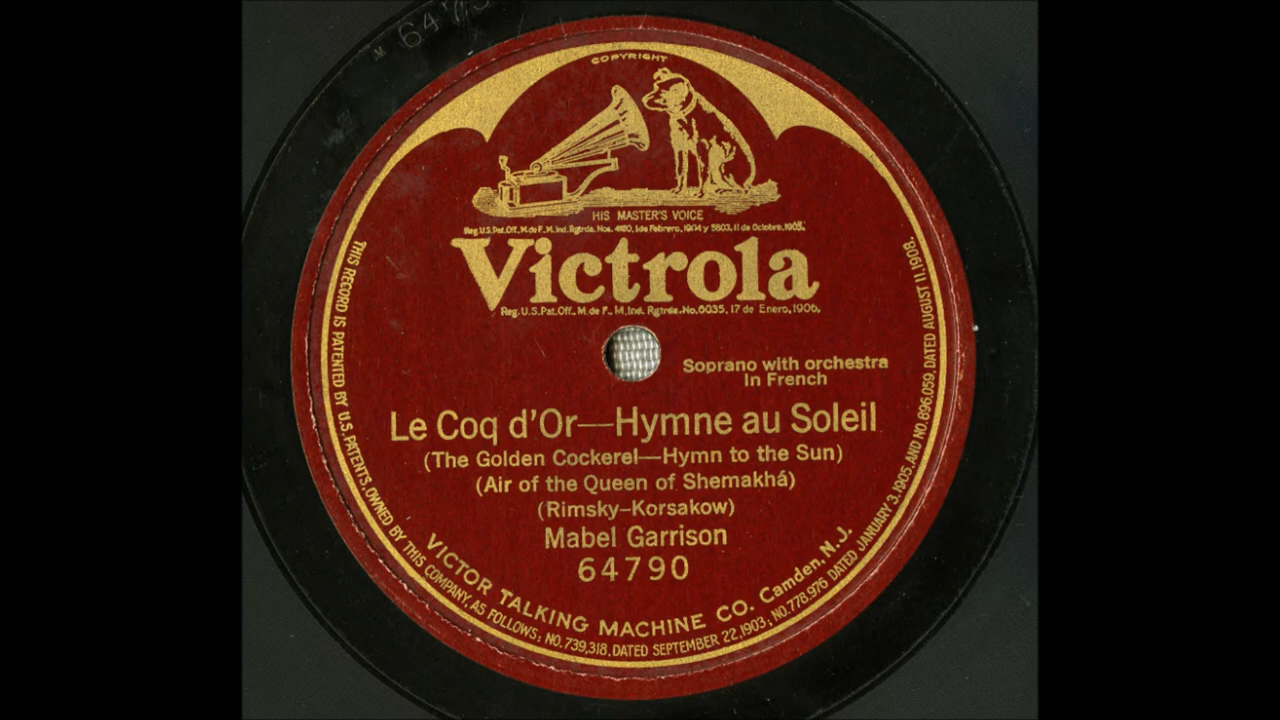 COPYRIGHT
HIS MASTER'S VOICE
Reg. U.S. Pat. Off. M. de F. M. Ind. Rgtrda. Nos. 4190, 1 de Febrero, 1904 y 5803, 11 de Octubre, 1905.
Victrola
Reg. U.S. Pat. Off. M. de F., M. Ind. Rgtrda. No. 6035, 17 de Enero, 1906.
Soprano with orchestra
In French
Le Coq d'Or—Hymne au Soleil
(The Golden Cockerel—Hymn to the Sun)
(Air of the Queen of Shemakhá)
(Rimsky-Korsakow)
Mabel Garrison
64790
VICTOR TALKING MACHINE CO. Camden, N.J.
THIS RECORD IS PATENTED BY U.S. PATENTS, OWNED BY THIS COMPANY, AS FOLLOWS; NO. 739,318, DATED SEPTEMBER 22, 1903; NO. 778,976 DATED JANUARY 3, 1905, AND NO. 896,059, DATED AUGUST 11, 1908.